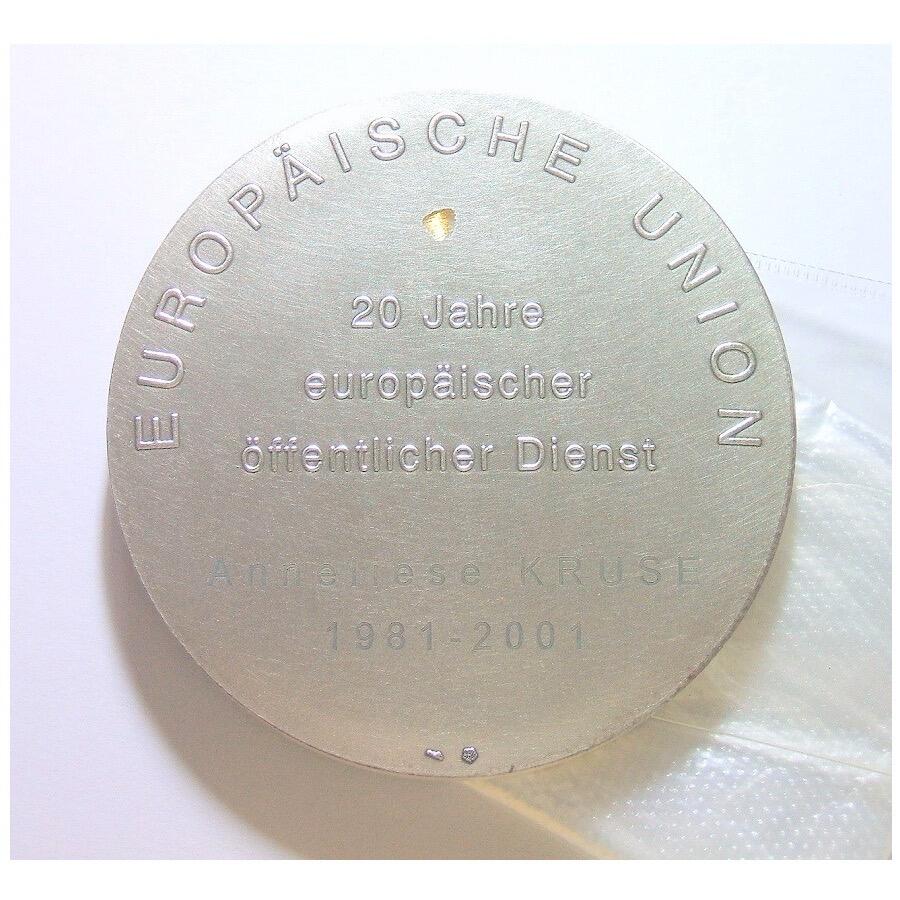 EUROPÄISCHE UNION
20 Jahre
europäischer
öffentlicher Dienst
Anneliese KRUSE
1981-2001